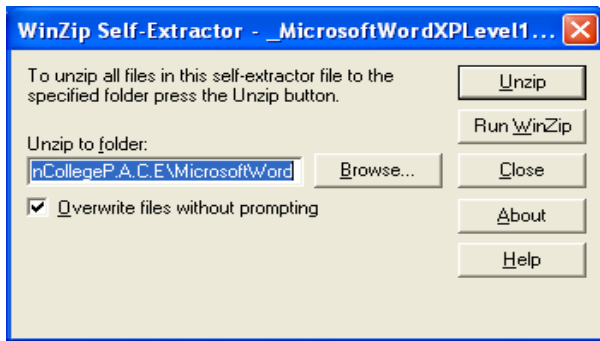 WinZip Self-Extractor - _MicrosoftWordXPLevel1...
To unzip all files in this self-extractor file to the
specified folder press the Unzip button.
Unzip to folder:
nCollegeP.A.C.E\MicrosoftWord
Browse...
Overwrite files without prompting
Unzip
Run WinZip
Close
About
Help